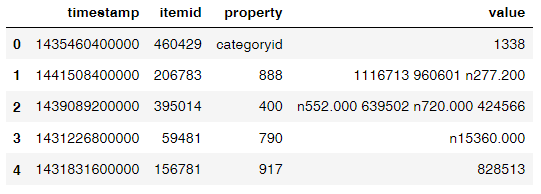 timestamp itemid property value
0 1435460400000 460429 categoryid 1338
1 1441508400000 206783 888 1116713 960601 n277.200
2 1439089200000 395014 400 n552.000 639502 n720.000 424566
3 1431226800000 59481 790 n15360.000
4 1431831600000 156781 917 828513